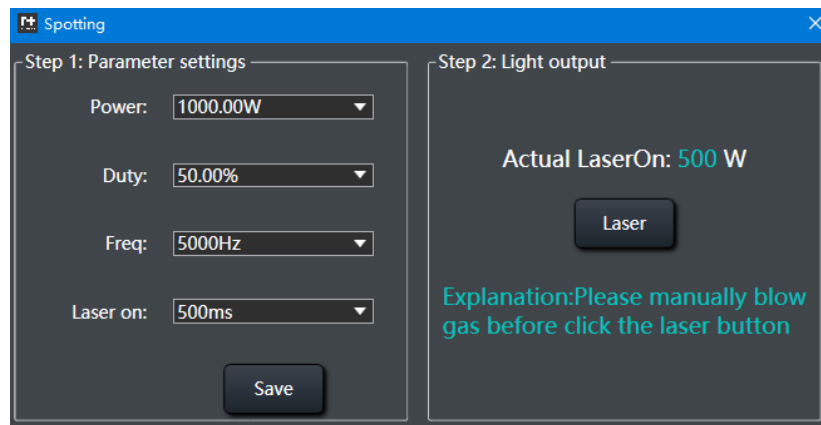 Spotting
Step 1: Parameter settings
Power: 1000.00W
Duty: 50.00%
Freq: 5000Hz
Laser on: 500ms
Save
Step 2: Light output
Actual LaserOn: 500 W
Laser
Explanation:Please manually blow
gas before click the laser button